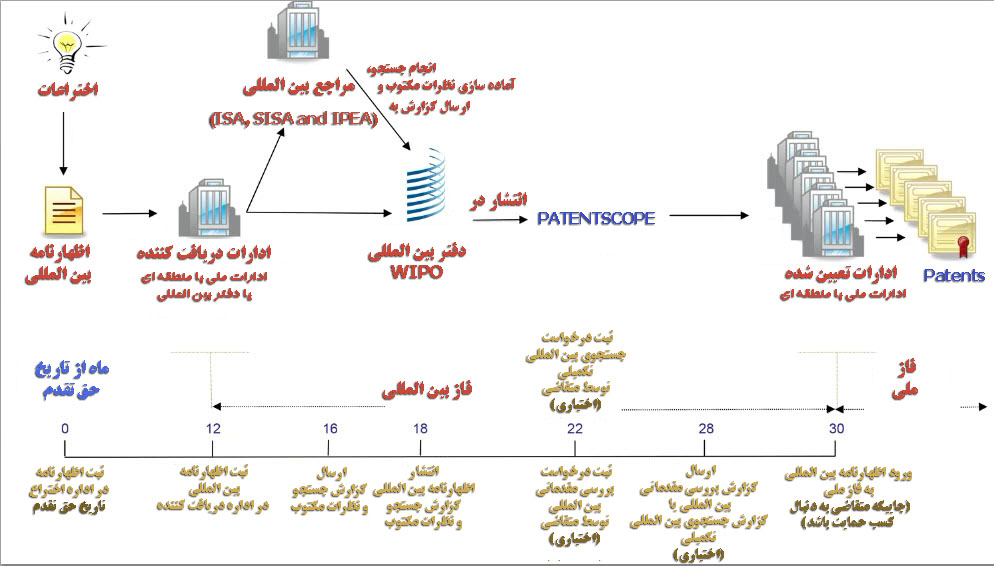 اختراعات
مراجع بین المللی
(ISA, SISA and IPEA)
انجام جستجو،
آماده سازی نظرات مکتوب و
ارسال گزارش به
اظهارنامه
بین المللی
ادارات دریافت کننده
ادارات ملی یا منطقه ای
یا دفتر بین المللی
دفتر بین المللی
WIPO
انتشار در
PATENTSCOPE
ادارات تعیین شده
ادارات ملی یا منطقه ای
Patents
ماه از تاریخ
حق تقدم
فاز بین المللی
ثبت درخواست
جستجوی بین المللی
تکمیلی
توسط متقاضی
(اختیاری)
فاز
ملی
0
12
16
18
22
28
30
ثبت اظهارنامه
در اداره اختراع
تاریخ حق تقدم
ثبت اظهارنامه
بین المللی
در اداره دریافت کننده
ارسال
گزارش جستجو
و نظرات مکتوب
انتشار
اظهارنامه بین المللی
گزارش جستجو
و نظرات مکتوب
ثبت درخواست
بررسی مقدماتی
بین المللی
توسط متقاضی
(اختیاری)
ارسال
گزارش بررسی مقدماتی
بین المللی یا
گزارش جستجوی بین المللی
تکمیلی
(اختیاری)
ورود اظهارنامه بین المللی
به فاز ملی
(جاییکه متقاضی به دنبال
کسب حمایت باشد)